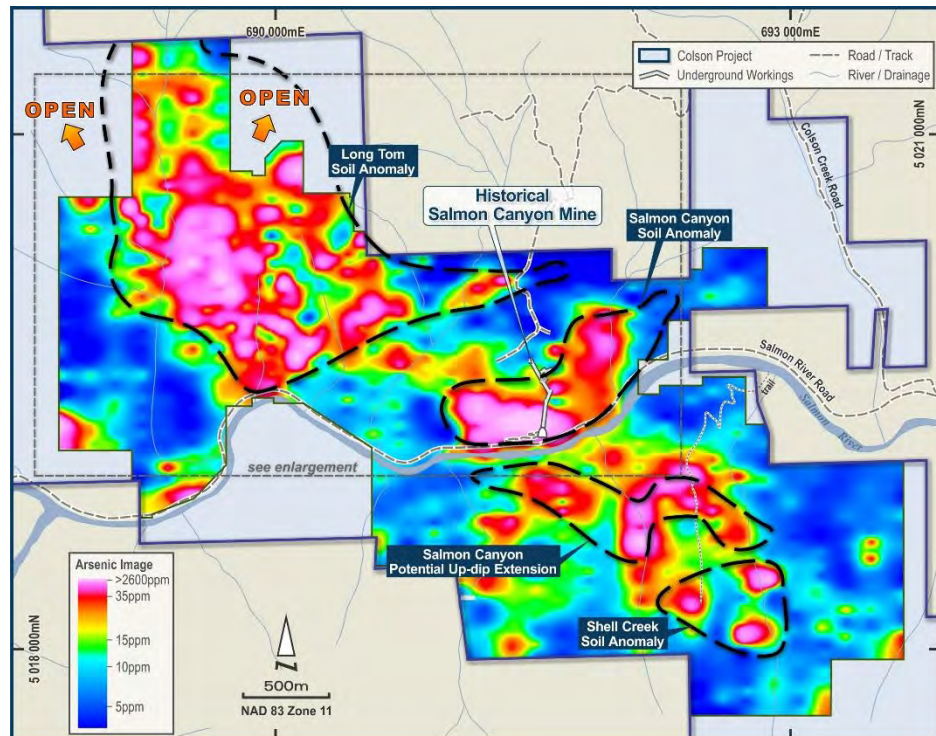 690 000mE
693 000mE
Colson Project
Road / Track
Underground Workings
River / Drainage
OPEN
OPEN
5 021 000mN
Long Tom
Soil Anomaly
Historical
Salmon Canyon Mine
Salmon Canyon
Soil Anomaly
Colson Creek Road
Salmon River Road
trail
Salmon River
see enlargement
Salmon Canyon
Potential Up-dip Extension
Shell Creek
Soil Anomaly
Arsenic Image
>2600ppm
35ppm
15ppm
10ppm
5ppm
5 018 000mN
N
500m
NAD 83 Zone 11